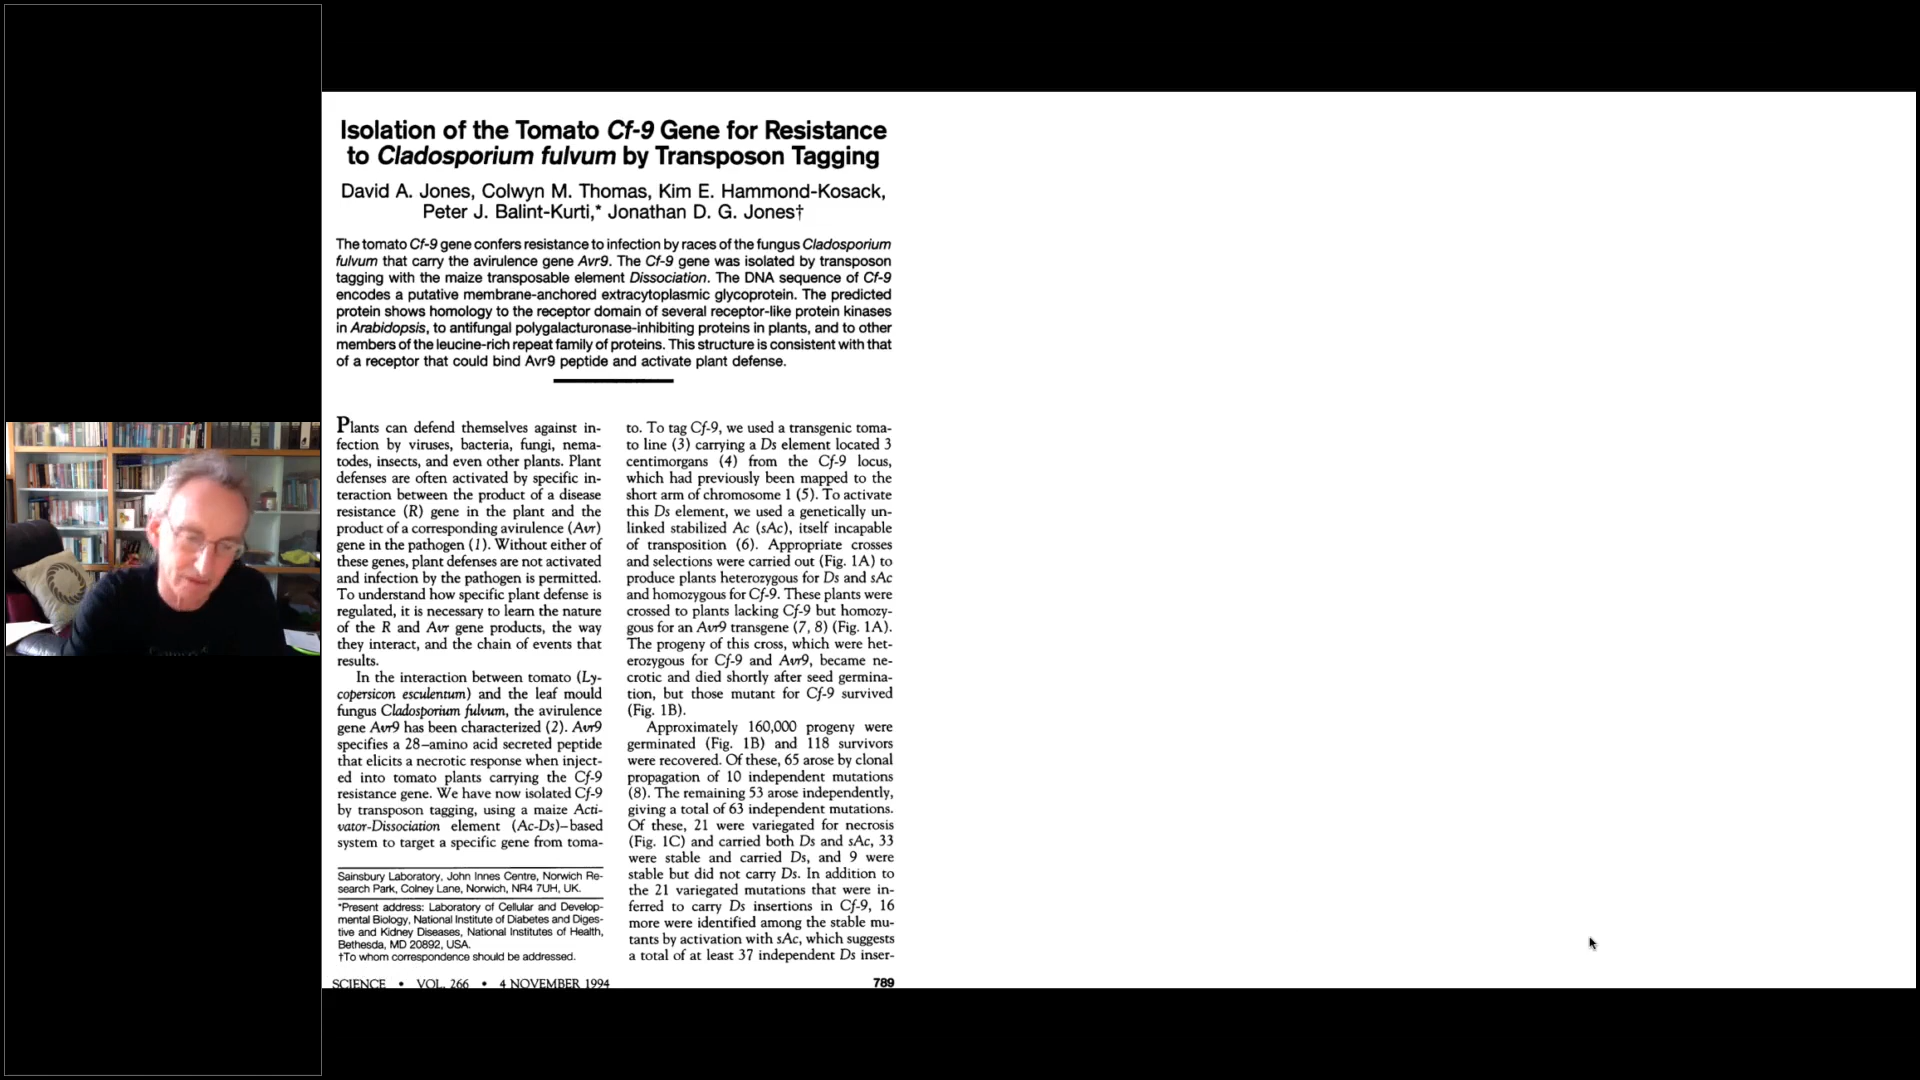 Isolation of the Tomato Cf-9 Gene for Resistance
to Cladosporium fulvum by Transposon Tagging
David A. Jones, Colwyn M. Thomas, Kim E. Hammond-Kosack,
Peter J. Balint-Kurti,* Jonathan D. G. Jones†
The tomato Cf-9 gene confers resistance to infection by races of the fungus Cladosporium
fulvum that carry the avirulence gene Avr9. The Cf-9 gene was isolated by transposon
tagging with the maize transposable element Dissociation. The DNA sequence of Cf-9
encodes a putative membrane-anchored extracytoplasmic glycoprotein. The predicted
protein shows homology to the receptor domain of several receptor-like protein kinases
in Arabidopsis, to antifungal polygalacturonase-inhibiting proteins in plants, and to other
members of the leucine-rich repeat family of proteins. This structure is consistent with that
of a receptor that could bind Avr9 peptide and activate plant defense.
Plants can defend themselves against in-
fection by viruses, bacteria, fungi, nema-
todes, insects, and even other plants. Plant
defenses are often activated by specific in-
teraction between the product of a disease
resistance (R) gene in the plant and the
product of a corresponding avirulence (Avr)
gene in the pathogen (1). Without either of
these genes, plant defenses are not activated
and infection by the pathogen is permitted.
To understand how specific plant defense is
regulated, it is necessary to learn the nature
of the R and Avr gene products, the way
they interact, and the chain of events that
results.
In the interaction between tomato (Ly-
copersicon esculentum) and the leaf mould
fungus Cladosporium fulvum, the avirulence
gene Avr9 has been characterized (2). Avr9
specifies a 28–amino acid secreted peptide
that elicits a necrotic response when inject-
ed into tomato plants carrying the Cf-9
resistance gene. We have now isolated Cf-9
by transposon tagging, using a maize Acti-
vator-Dissociation element (Ac-Ds)–based
system to target a specific gene from toma-
Sainsbury Laboratory, John Innes Centre, Norwich Re-
search Park, Colney Lane, Norwich, NR4 7UH, UK.
*Present address: Laboratory of Cellular and Develop-
mental Biology, National Institute of Diabetes and Diges-
tive and Kidney Diseases, National Institutes of Health,
Bethesda, MD 20892, USA.
†To whom correspondence should be addressed.
to. To tag Cf-9, we used a transgenic toma-
to line (3) carrying a Ds element located 3
centimorgans (4) from the Cf-9 locus,
which had previously been mapped to the
short arm of chromosome 1 (5). To activate
this Ds element, we used a genetically un-
linked stabilized Ac (sAc), itself incapable
of transposition (6). Appropriate crosses
and selections were carried out (Fig. 1A) to
produce plants heterozygous for Ds and sAc
and homozygous for Cf-9. These plants were
crossed to plants lacking Cf-9 but homozy-
gous for an Avr9 transgene (7, 8) (Fig. 1A).
The progeny of this cross, which were het-
erozygous for Cf-9 and Avr9, became ne-
crotic and died shortly after seed germina-
tion, but those mutant for Cf-9 survived
(Fig. 1B).
Approximately 160,000 progeny were
germinated (Fig. 1B) and 118 survivors
were recovered. Of these, 65 arose by clonal
propagation of 10 independent mutations
(8). The remaining 53 arose independently,
giving a total of 63 independent mutations.
Of these, 21 were variegated for necrosis
(Fig. 1C) and carried both Ds and sAc, 33
were stable and carried Ds, and 9 were
stable but did not carry Ds. In addition to
the 21 variegated mutations that were in-
ferred to carry Ds insertions in Cf-9, 16
more were identified among the stable mu-
tants by activation with sAc, which suggests
a total of at least 37 independent Ds inser-
SCIENCE • VOL. 266 • 4 NOVEMBER 1994
789